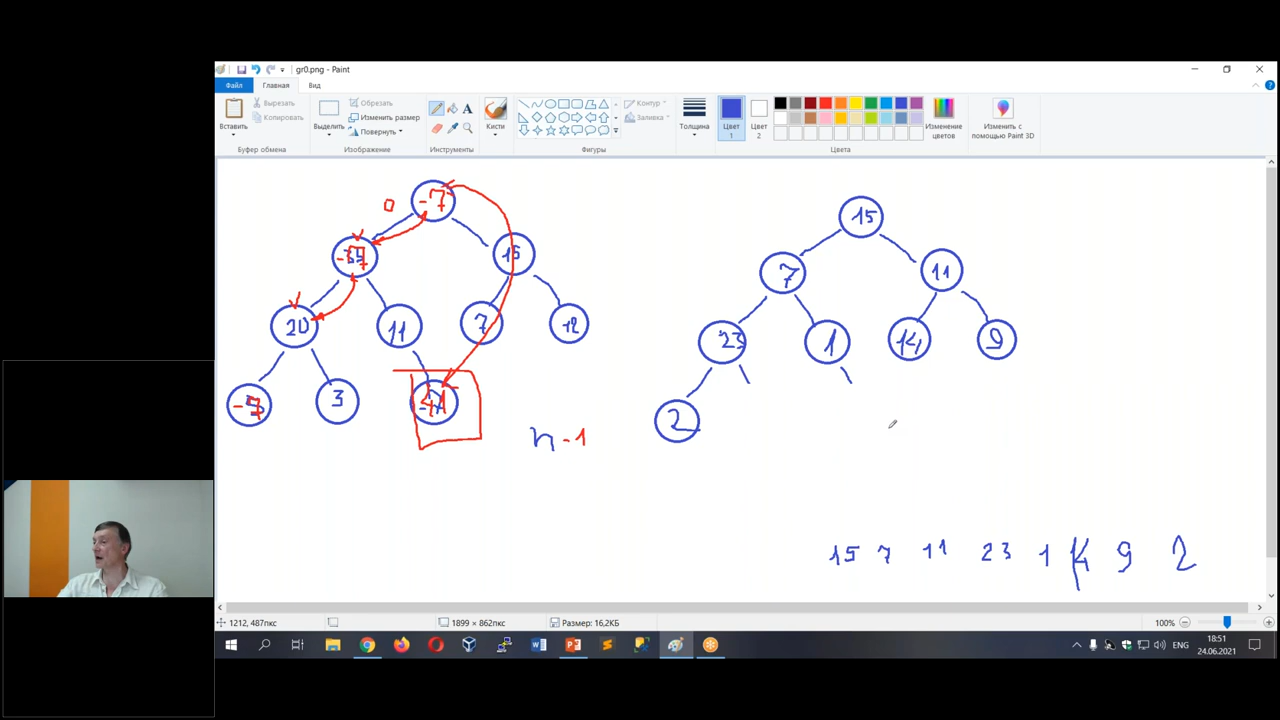 gr0.png - Paint
Файл Главная Вид
Вставить
Вырезать
Копировать
Буфер обмена
Выделить
Обрезать
Изменить размер
Повернуть
Изображение
A
Инструменты
Кисти
Контур
Заливка
Фигуры
Толщина
Цвет 1
Цвет 2
Изменение цветов
Цвета
Изменить с помощью Paint 3D
0
-7
15
20
11
7
12
3
n-1
15
7
11
23
1
14
9
2
15 7 11 23 1 14 9 2
1212, 487пкс
1899 × 862пкс
Размер: 16,2КБ
100%
ENG
18:51
24.06.2021